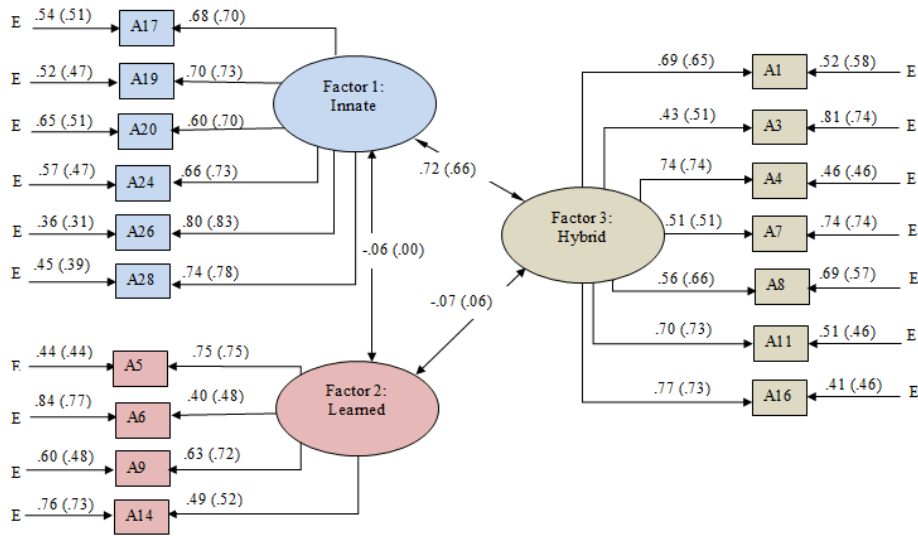 E .54 (.51) A17 .68 (.70)
E .52 (.47) A19 .70 (.73)
E .65 (.51) A20 .60 (.70)
E .57 (.47) A24 .66 (.73)
E .36 (.31) A26 .80 (.83)
E .45 (.39) A28 .74 (.78)
Factor 1:
Innate
.72 (.66)
-.06 (.00)
-.07 (.06)
E .44 (.44) A5 .75 (.75)
E .84 (.77) A6 .40 (.48)
E .60 (.48) A9 .63 (.72)
E .76 (.73) A14 .49 (.52)
Factor 2:
Learned
Factor 3:
Hybrid
.69 (.65) A1 .52 (.58) E
.43 (.51) A3 .81 (.74) E
74 (.74) A4 .46 (.46) E
.51 (.51) A7 .74 (.74) E
.56 (.66) A8 .69 (.57) E
.70 (.73) A11 .51 (.46) E
.77 (.73) A16 .41 (.46) E